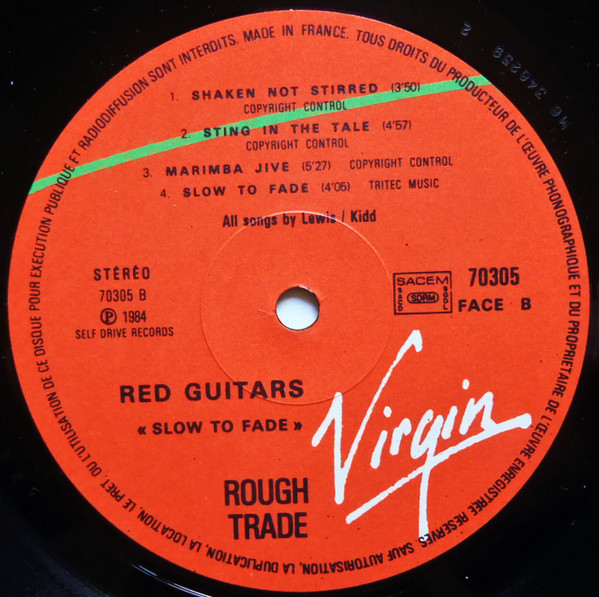 TOUS DROITS DU PRODUCTEUR DE L'ŒUVRE PHONOGRAPHIQUE ET DU PROPRIETAIRE DE L'ŒUVRE ENREGISTREE RESERVES. SAUF AUTORISATION, LA DUPLICATION, LA LOCATION, LE PRET, OU L'UTILISATION DE CE DISQUE POUR EXECUTION PUBLIQUE ET RADIODIFFUSION SONT INTERDITS. MADE IN FRANCE.
1. SHAKEN NOT STIRRED (3'50)
COPYRIGHT CONTROL
2. STING IN THE TALE (4'57)
COPYRIGHT CONTROL
3. MARIMBA JIVE (5'27) COPYRIGHT CONTROL
4. SLOW TO FADE (4'05) TRITEC MUSIC
All songs by Lewis / Kidd
STÉRÉO
70305 B
Ⓟ 1984
SELF DRIVE RECORDS
SACEM
SACD SDRM SGDL
70305
FACE B
RED GUITARS
« SLOW TO FADE »
Virgin
ROUGH
TRADE